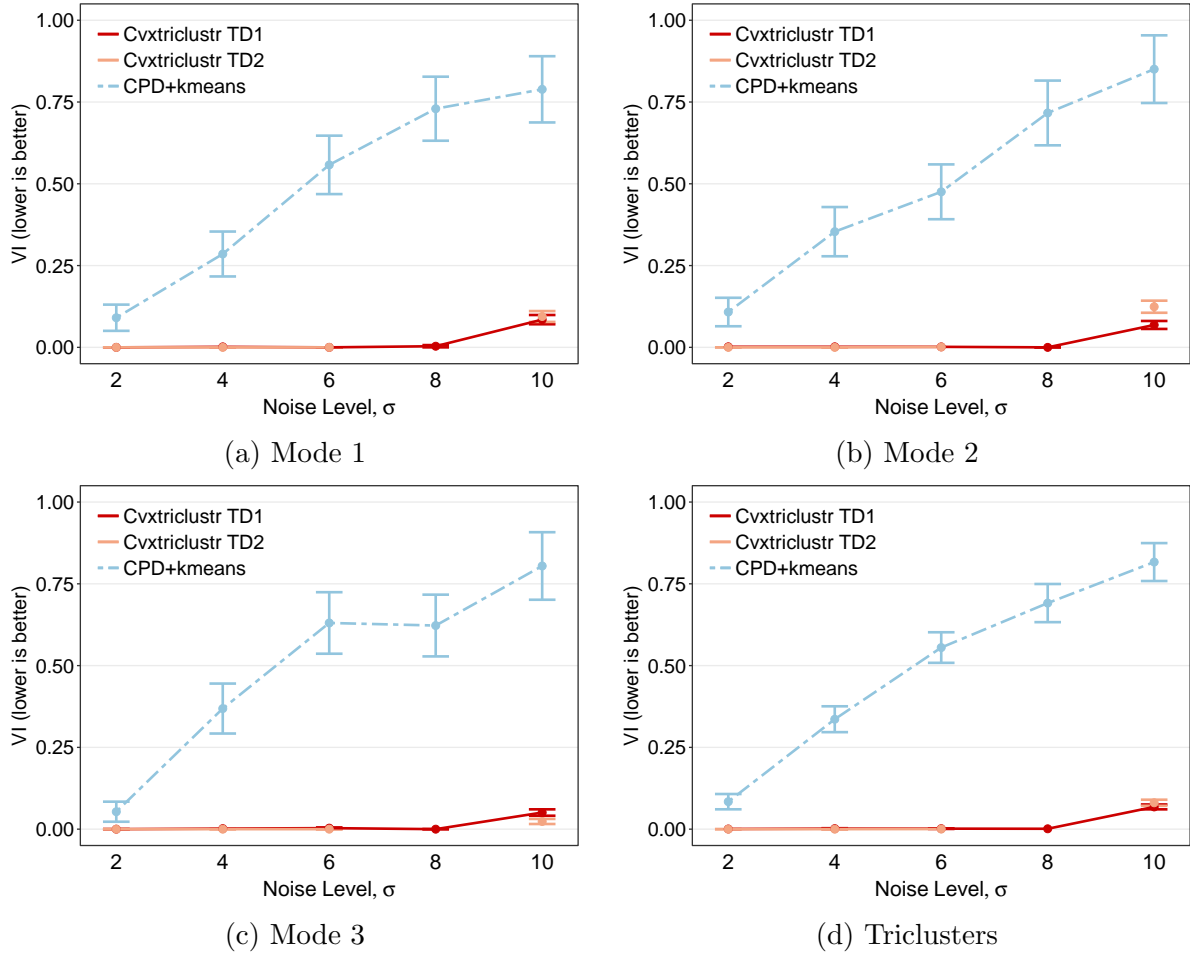 1.00
0.75
0.50
0.25
0.00
VI (lower is better)
Cvxtriclustr TD1
Cvxtriclustr TD2
CPD+kmeans
2 4 6 8 10
Noise Level, σ
(a) Mode 1
1.00
0.75
0.50
0.25
0.00
VI (lower is better)
Cvxtriclustr TD1
Cvxtriclustr TD2
CPD+kmeans
2 4 6 8 10
Noise Level, σ
(b) Mode 2
1.00
0.75
0.50
0.25
0.00
VI (lower is better)
Cvxtriclustr TD1
Cvxtriclustr TD2
CPD+kmeans
2 4 6 8 10
Noise Level, σ
(c) Mode 3
1.00
0.75
0.50
0.25
0.00
VI (lower is better)
Cvxtriclustr TD1
Cvxtriclustr TD2
CPD+kmeans
2 4 6 8 10
Noise Level, σ
(d) Triclusters